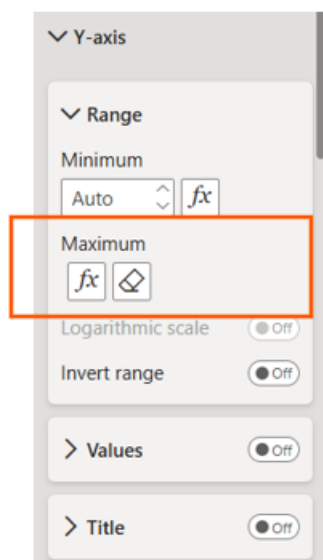 Y-axis
Range
Minimum
Auto fx
Maximum
fx
Logarithmic scale Off
Invert range Off
Values Off
Title Off